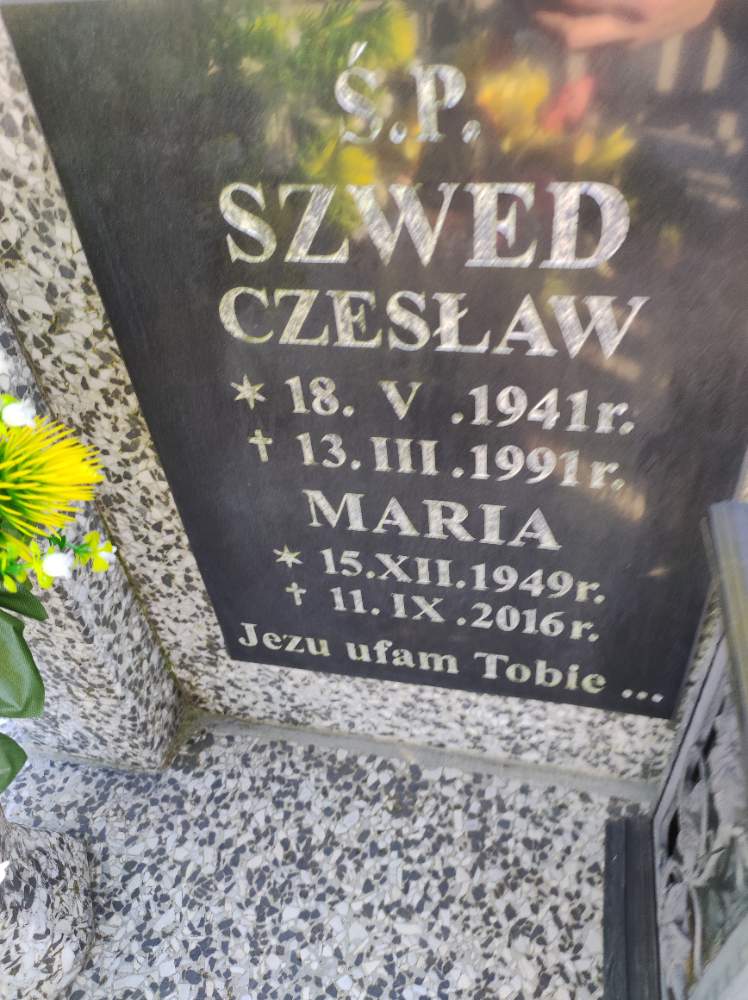 Ś.P.
SZWED
CZESŁAW
* 18. V .1941r.
† 13.III.1991r.
MARIA
* 15.XII.1949r.
† 11.IX.2016r.
Jezu ufam Tobie ...